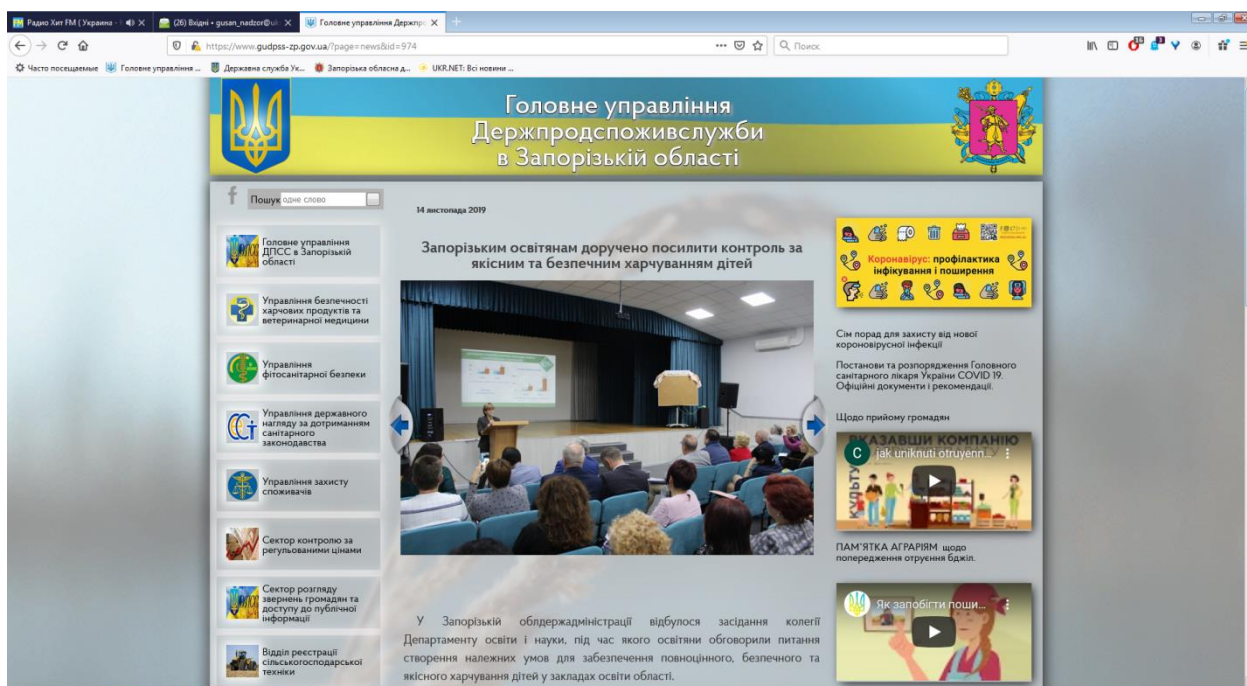 Радио Хит FM ( Украина -
(26) Вхідні • gusan_nadzor@uk
Головне управління Держпро
https://www.gudpss-zp.gov.ua/?page=news&id=974
Поиск
Часто посещаемые
Головне управління ...
Державна служба Ук...
Запорізька обласна д...
UKR.NET: Всі новини ...
Головне управління
Держпродспоживслужби
в Запорізькій області
Пошук одне слово
Головне управління
ДПСС в Запорізькій
області
Управління безпечності
харчових продуктів та
ветеринарної медицини
Управління
фітосанітарної безпеки
Управління державного
нагляду за дотриманням
санітарного
законодавства
Управління захисту
споживачів
Сектор контролю за
регульованими цінами
Сектор розгляду
звернень громадян та
доступу до публічної
інформації
Відділ реєстрації
сільськогосподарської
техніки
14 листопада 2019
Запорізьким освітянам доручено посилити контроль за
якісним та безпечним харчуванням дітей
У Запорізькій облдержадміністрації відбулося засідання колегії
Департаменту освіти і науки, під час якого освітяни обговорили питання
створення належних умов для забезпечення повноцінного, безпечного та
якісного харчування дітей у закладах освіти області.
Коронавірус: профілактика
інфікування і поширення
Сім порад для захисту від нової
короновірусної інфекції
Постанови та розпорядження Головного
санітарного лікаря України COVID 19.
Офіційні документи і рекомендації.
Щодо прийому громадян
ВКАЗАВШИ КОМПАНІЮ
C jak uniknuti otruyenn...
КУЛЬТУ
ПАМ'ЯТКА АГРАРІЯМ щодо
попередження отруєння бджіл.
Як запобігти поши...